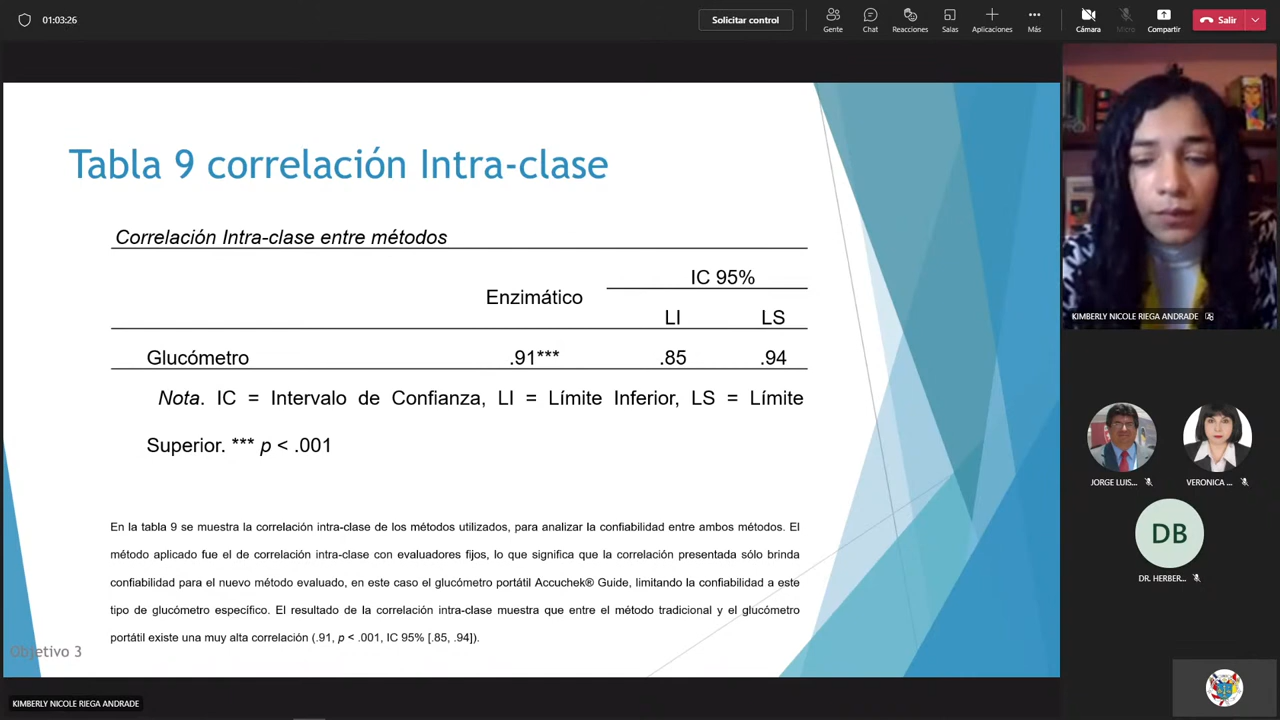 01:03:26
Solicitar control
Gente
Chat
Reacciones
Salas
Aplicaciones
Más
Cámara
Micro
Compartir
Salir
Tabla 9 correlación Intra-clase
Correlación Intra-clase entre métodos
IC 95%
Enzimático
LI LS
Glucómetro .91*** .85 .94
Nota. IC = Intervalo de Confianza, LI = Límite Inferior, LS = Límite
Superior. *** p < .001
En la tabla 9 se muestra la correlación intra-clase de los métodos utilizados, para analizar la confiabilidad entre ambos métodos. El
método aplicado fue el de correlación intra-clase con evaluadores fijos, lo que significa que la correlación presentada sólo brinda
confiabilidad para el nuevo método evaluado, en este caso el glucómetro portátil Accuchek® Guide, limitando la confiabilidad a este
tipo de glucómetro específico. El resultado de la correlación intra-clase muestra que entre el método tradicional y el glucómetro
portátil existe una muy alta correlación (.91, p < .001, IC 95% [.85, .94]).
Objetivo 3
KIMBERLY NICOLE RIEGA ANDRADE
JORGE LUIS...
VERONICA ...
DB
DR. HERBER...
KIMBERLY NICOLE RIEGA ANDRADE